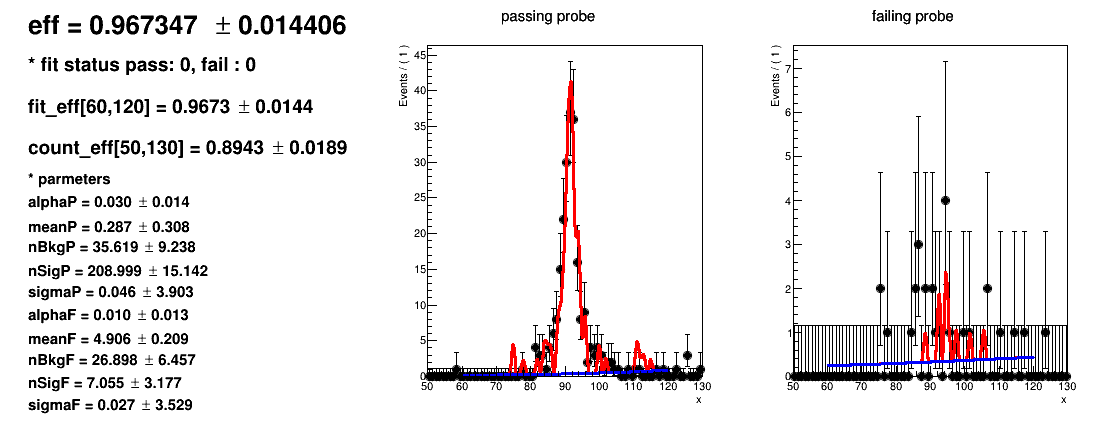 eff = 0.967347 ± 0.014406
* fit status pass: 0, fail : 0
fit_eff[60,120] = 0.9673 ± 0.0144
count_eff[50,130] = 0.8943 ± 0.0189
* parmeters
alphaP = 0.030 ± 0.014
meanP = 0.287 ± 0.308
nBkgP = 35.619 ± 9.238
nSigP = 208.999 ± 15.142
sigmaP = 0.046 ± 3.903
alphaF = 0.010 ± 0.013
meanF = 4.906 ± 0.209
nBkgF = 26.898 ± 6.457
nSigF = 7.055 ± 3.177
sigmaF = 0.027 ± 3.529
passing probe
Events / ( 1 )
45
40
35
30
25
20
15
10
5
0
50 60 70 80 90 100 110 120 130
x
failing probe
Events / ( 1 )
7
6
5
4
3
2
1
0
50 60 70 80 90 100 110 120 130
x